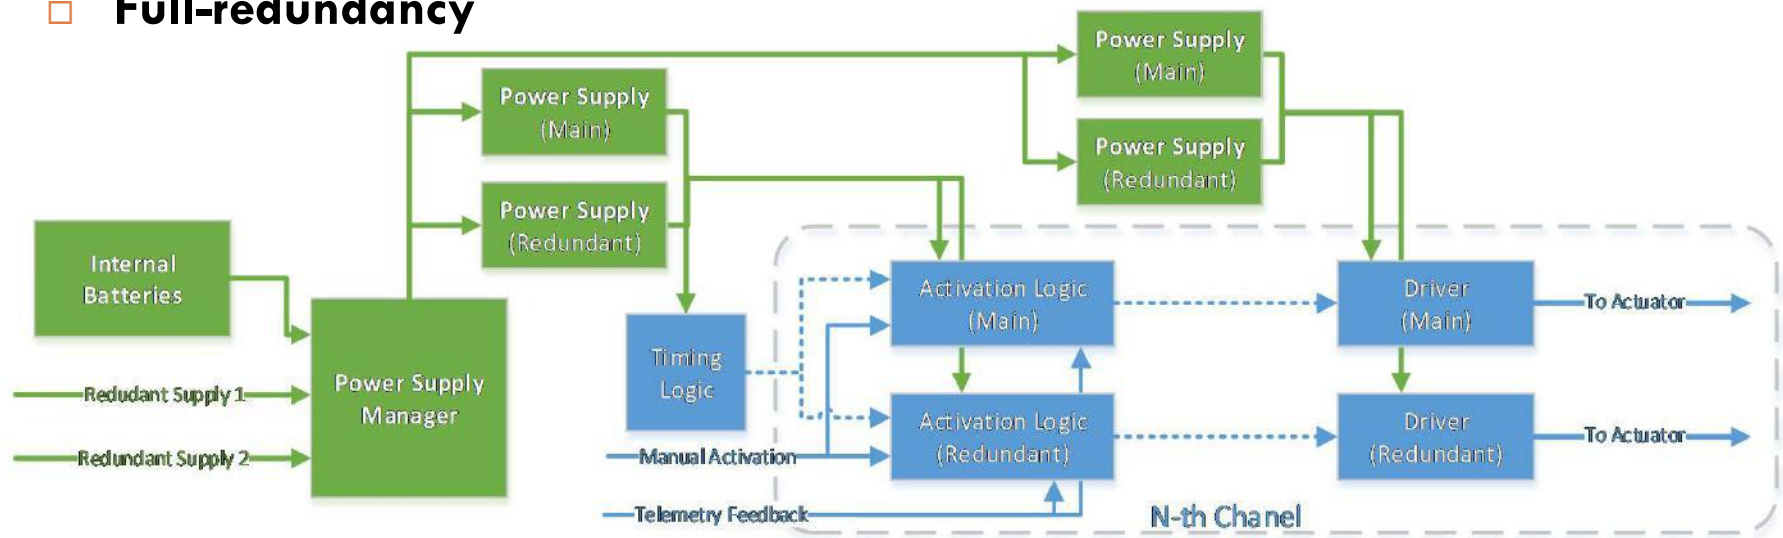 Full-redundancy
Power Supply
(Main)
Power Supply
(Main)
Power Supply
(Redundant)
Power Supply
(Redundant)
Internal
Batteries
Power Supply
Manager
Redudant Supply 1
Redundant Supply 2
Timing
Logic
Manual Activation
Telemetry Feedback
Activation Logic
(Main)
Activation Logic
(Redundant)
Driver
(Main)
Driver
(Redundant)
To Actuator
To Actuator
N-th Chanel